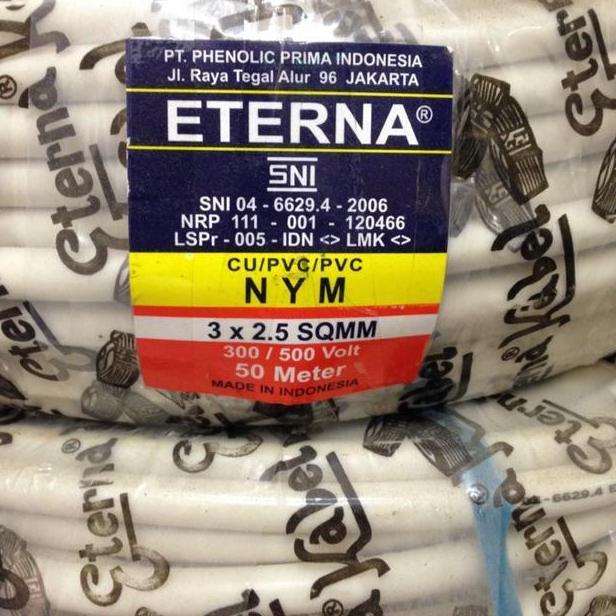 PT. PHENOLIC PRIMA INDONESIA
Jl. Raya Tegal Alur 96 JAKARTA
ETERNA®
SNI
SNI 04 - 6629.4 - 2006
NRP 111 - 001 - 120466
LSPr - 005 - IDN <> LMK <>
CU/PVC/PVC
NYM
3 x 2.5 SQMM
300 / 500 Volt
50 Meter
MADE IN INDONESIA
Eterna
Eterna
Kabel
Eterna
Kabel
Eterna
Kabel
Eterna
Eterna
-6629.4